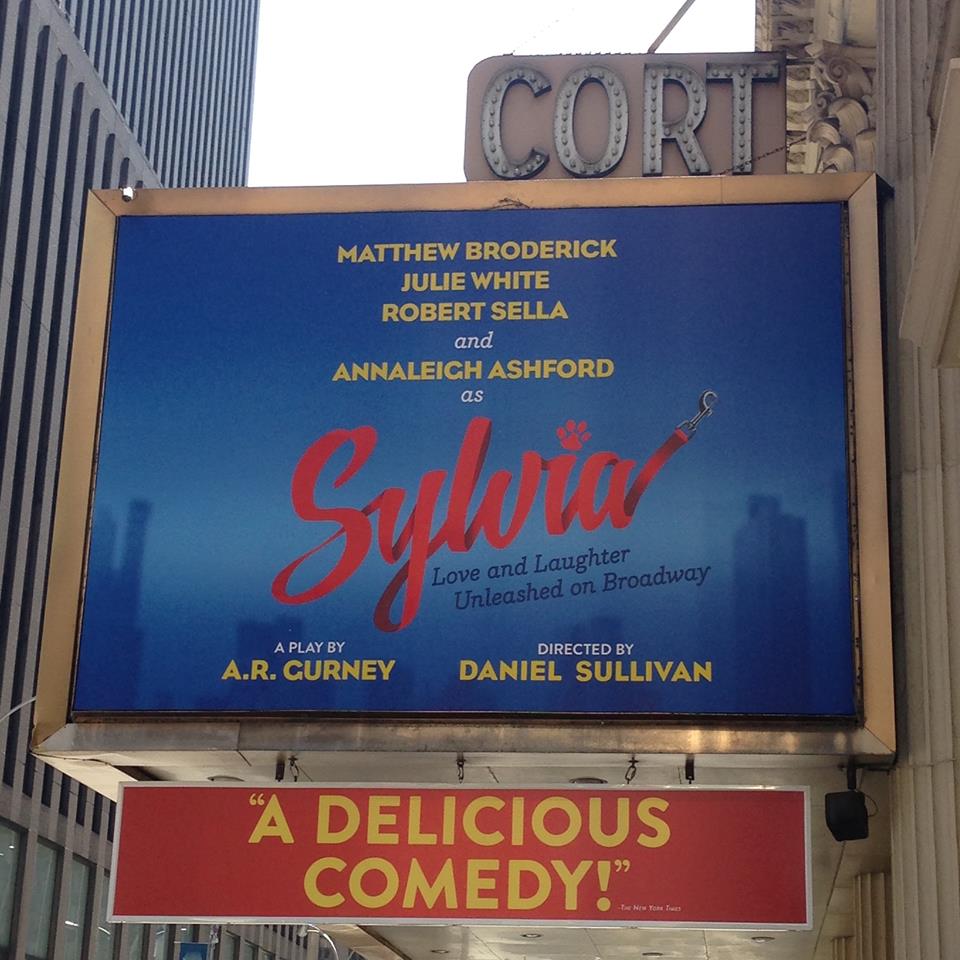 CORT
MATTHEW BRODERICK
JULIE WHITE
ROBERT SELLA
and
ANNALEIGH ASHFORD
as
Sylvia
Love and Laughter
Unleashed on Broadway
A PLAY BY
A.R. GURNEY
DIRECTED BY
DANIEL SULLIVAN
“A DELICIOUS
COMEDY!”
-THE NEW YORK TIMES